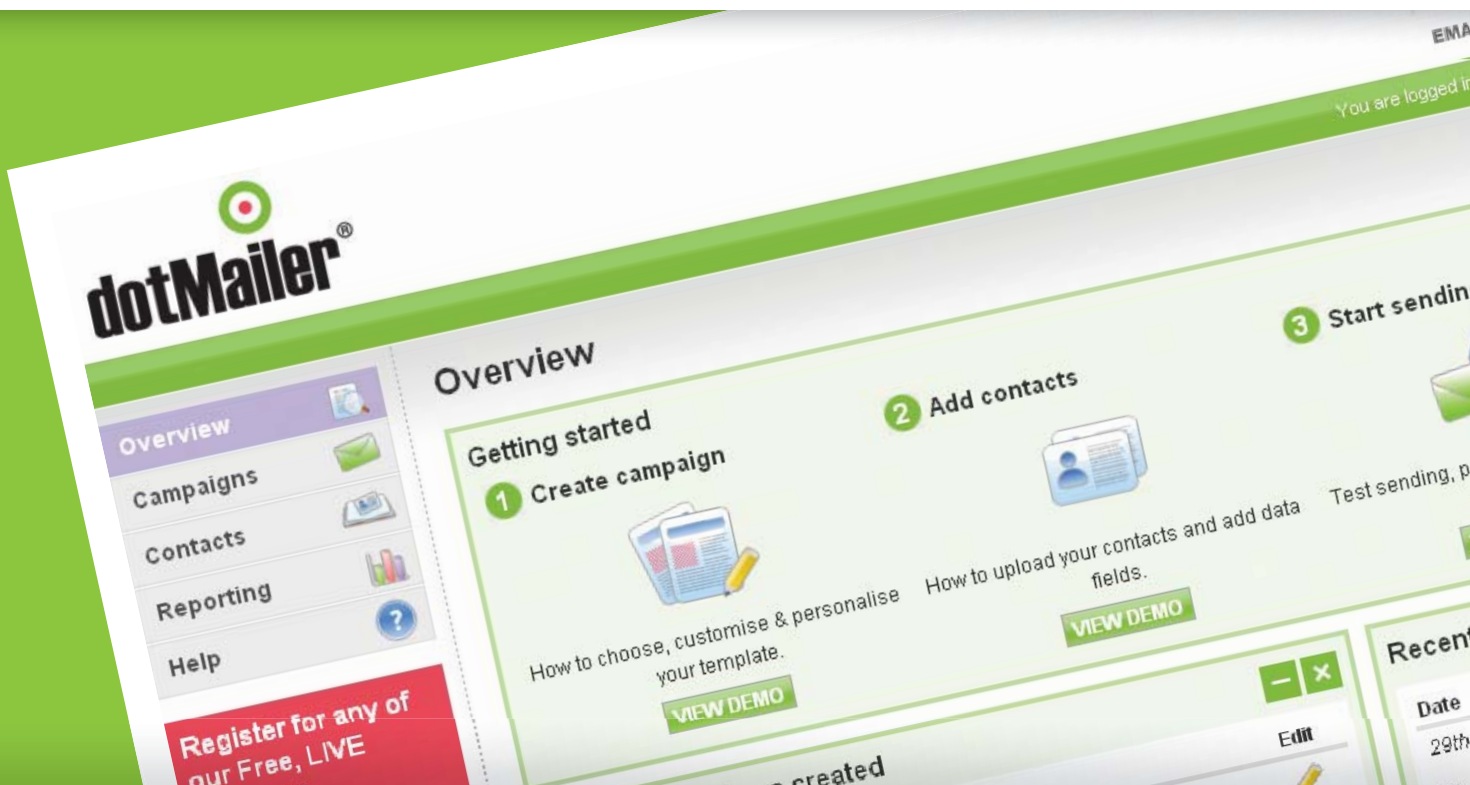 EMA
You are logged in
dotMailer®
Overview
Campaigns
Contacts
Reporting
Help
Register for any of
our Free, LIVE
Overview
Getting started
1 Create campaign
How to choose, customise & personalise
your template.
VIEW DEMO
2 Add contacts
How to upload your contacts and add data
fields.
VIEW DEMO
3 Start sendin
Test sending, p
created
Edit
Recent
Date
29th